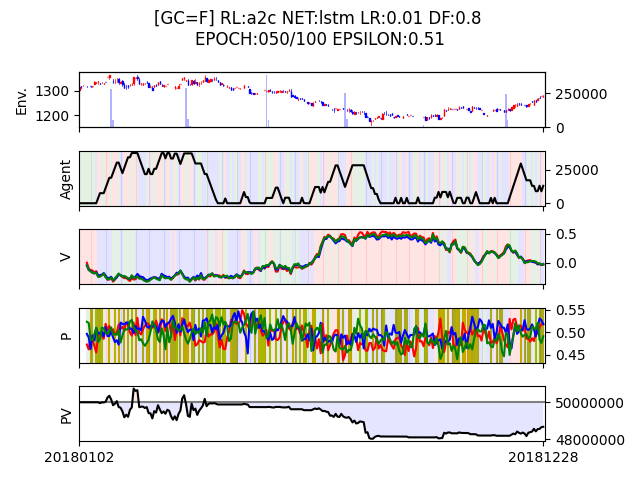 [GC=F] RL:a2c NET:lstm LR:0.01 DF:0.8
EPOCH:050/100 EPSILON:0.51
Env.
1300
1200
250000
0
Agent
25000
0
V
0.5
0.0
P
0.55
0.50
0.45
PV
50000000
48000000
20180102
20181228